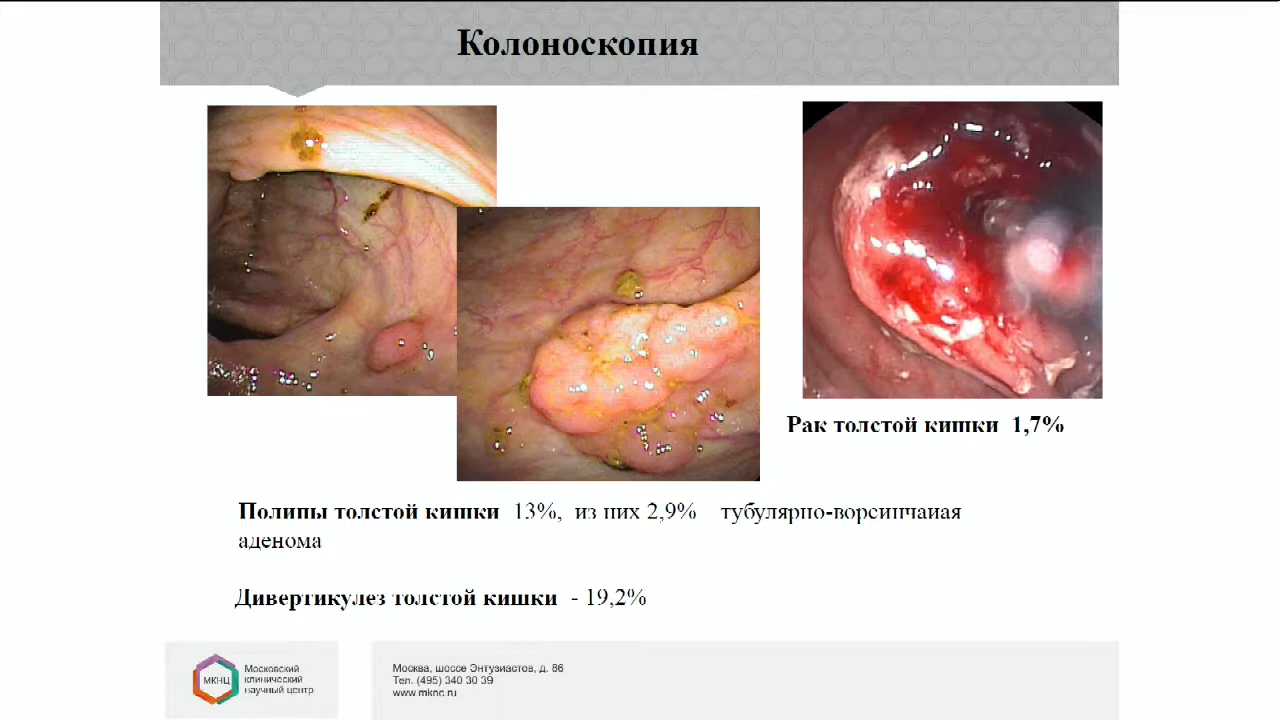 Колоноскопия
Рак толстой кишки 1,7%
Полипы толстой кишки 13%, из них 2,9% тубулярно-ворсинчатая
аденома
Дивертикулез толстой кишки - 19,2%
МКНЦ
Московский
клинический
научный центр
Москва, шоссе Энтузиастов, д. 86
Тел. (495) 340 30 39
www.mknc.ru